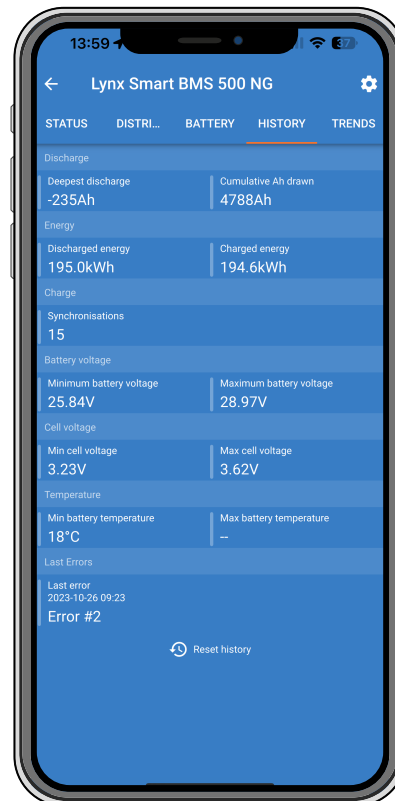 13:59
37
Lynx Smart BMS 500 NG
STATUS DISTRI... BATTERY HISTORY TRENDS
Discharge
Deepest discharge Cumulative Ah drawn
-235Ah 4788Ah
Energy
Discharged energy Charged energy
195.0kWh 194.6kWh
Charge
Synchronisations
15
Battery voltage
Minimum battery voltage Maximum battery voltage
25.84V 28.97V
Cell voltage
Min cell voltage Max cell voltage
3.23V 3.62V
Temperature
Min battery temperature Max battery temperature
18°C --
Last Errors
Last error
2023-10-26 09:23
Error #2
Reset history